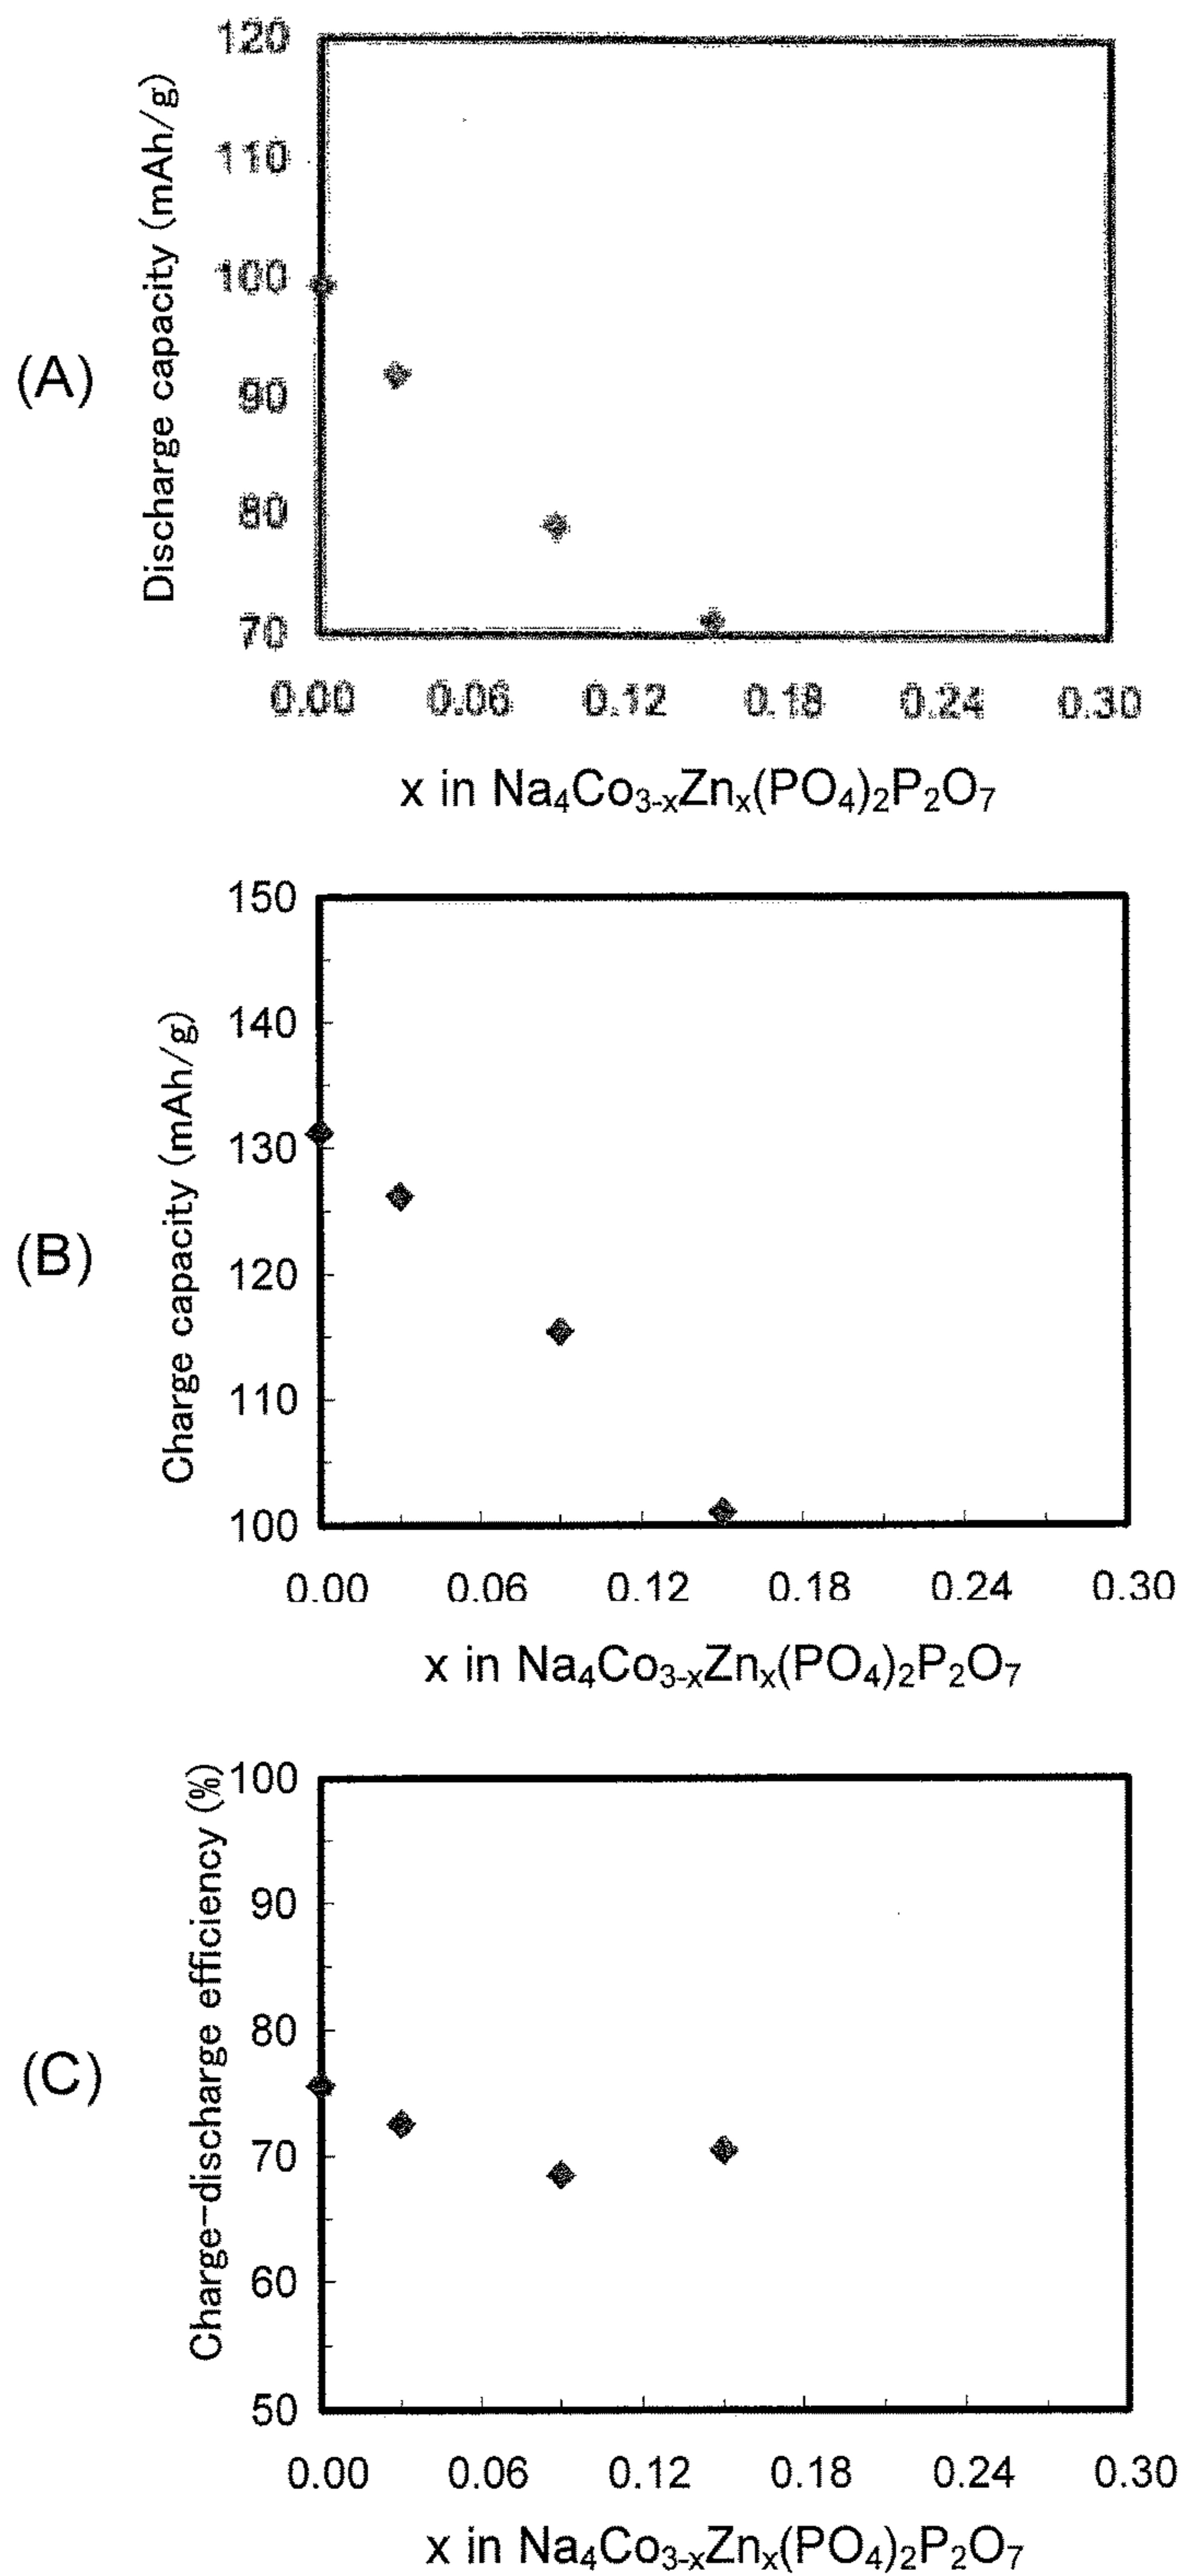 (A)
Discharge capacity (mAh/g)
120
110
100
90
80
70
0.00 0.06 0.12 0.18 0.24 0.30
x in Na₄Co₃₋ₓZnₓ(PO₄)₂P₂O₇
(B)
Charge capacity (mAh/g)
150
140
130
120
110
100
0.00 0.06 0.12 0.18 0.24 0.30
x in Na₄Co₃₋ₓZnₓ(PO₄)₂P₂O₇
(C)
Charge-discharge efficiency (%)
100
90
80
70
60
50
0.00 0.06 0.12 0.18 0.24 0.30
x in Na₄Co₃₋ₓZnₓ(PO₄)₂P₂O₇